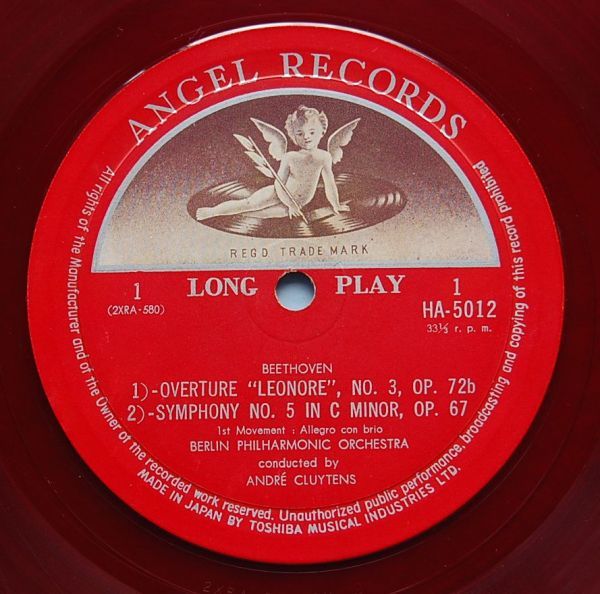 ANGEL RECORDS
REGD TRADE MARK
1 LONG PLAY 1
(2XRA-580) HA-5012
33⅓ r. p. m.
BEETHOVEN
1)-OVERTURE "LEONORE", NO. 3, OP. 72b
2)-SYMPHONY NO. 5 IN C MINOR, OP. 67
1st Movement : Allegro con brio
BERLIN PHILHARMONIC ORCHESTRA
conducted by
ANDRÉ CLUYTENS
All rights of the Manufacturer and of the Owner ot the recorded work reserved. Unauthorized public performance, broadcasting and copying of this record prohibited
MADE IN JAPAN BY TOSHIBA MUSICAL INDUSTRIES LTD.